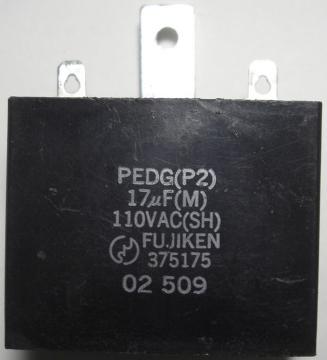 PEDG(P2)
17μF(M)
110VAC(SH)
FUJIKEN
375175
02 509